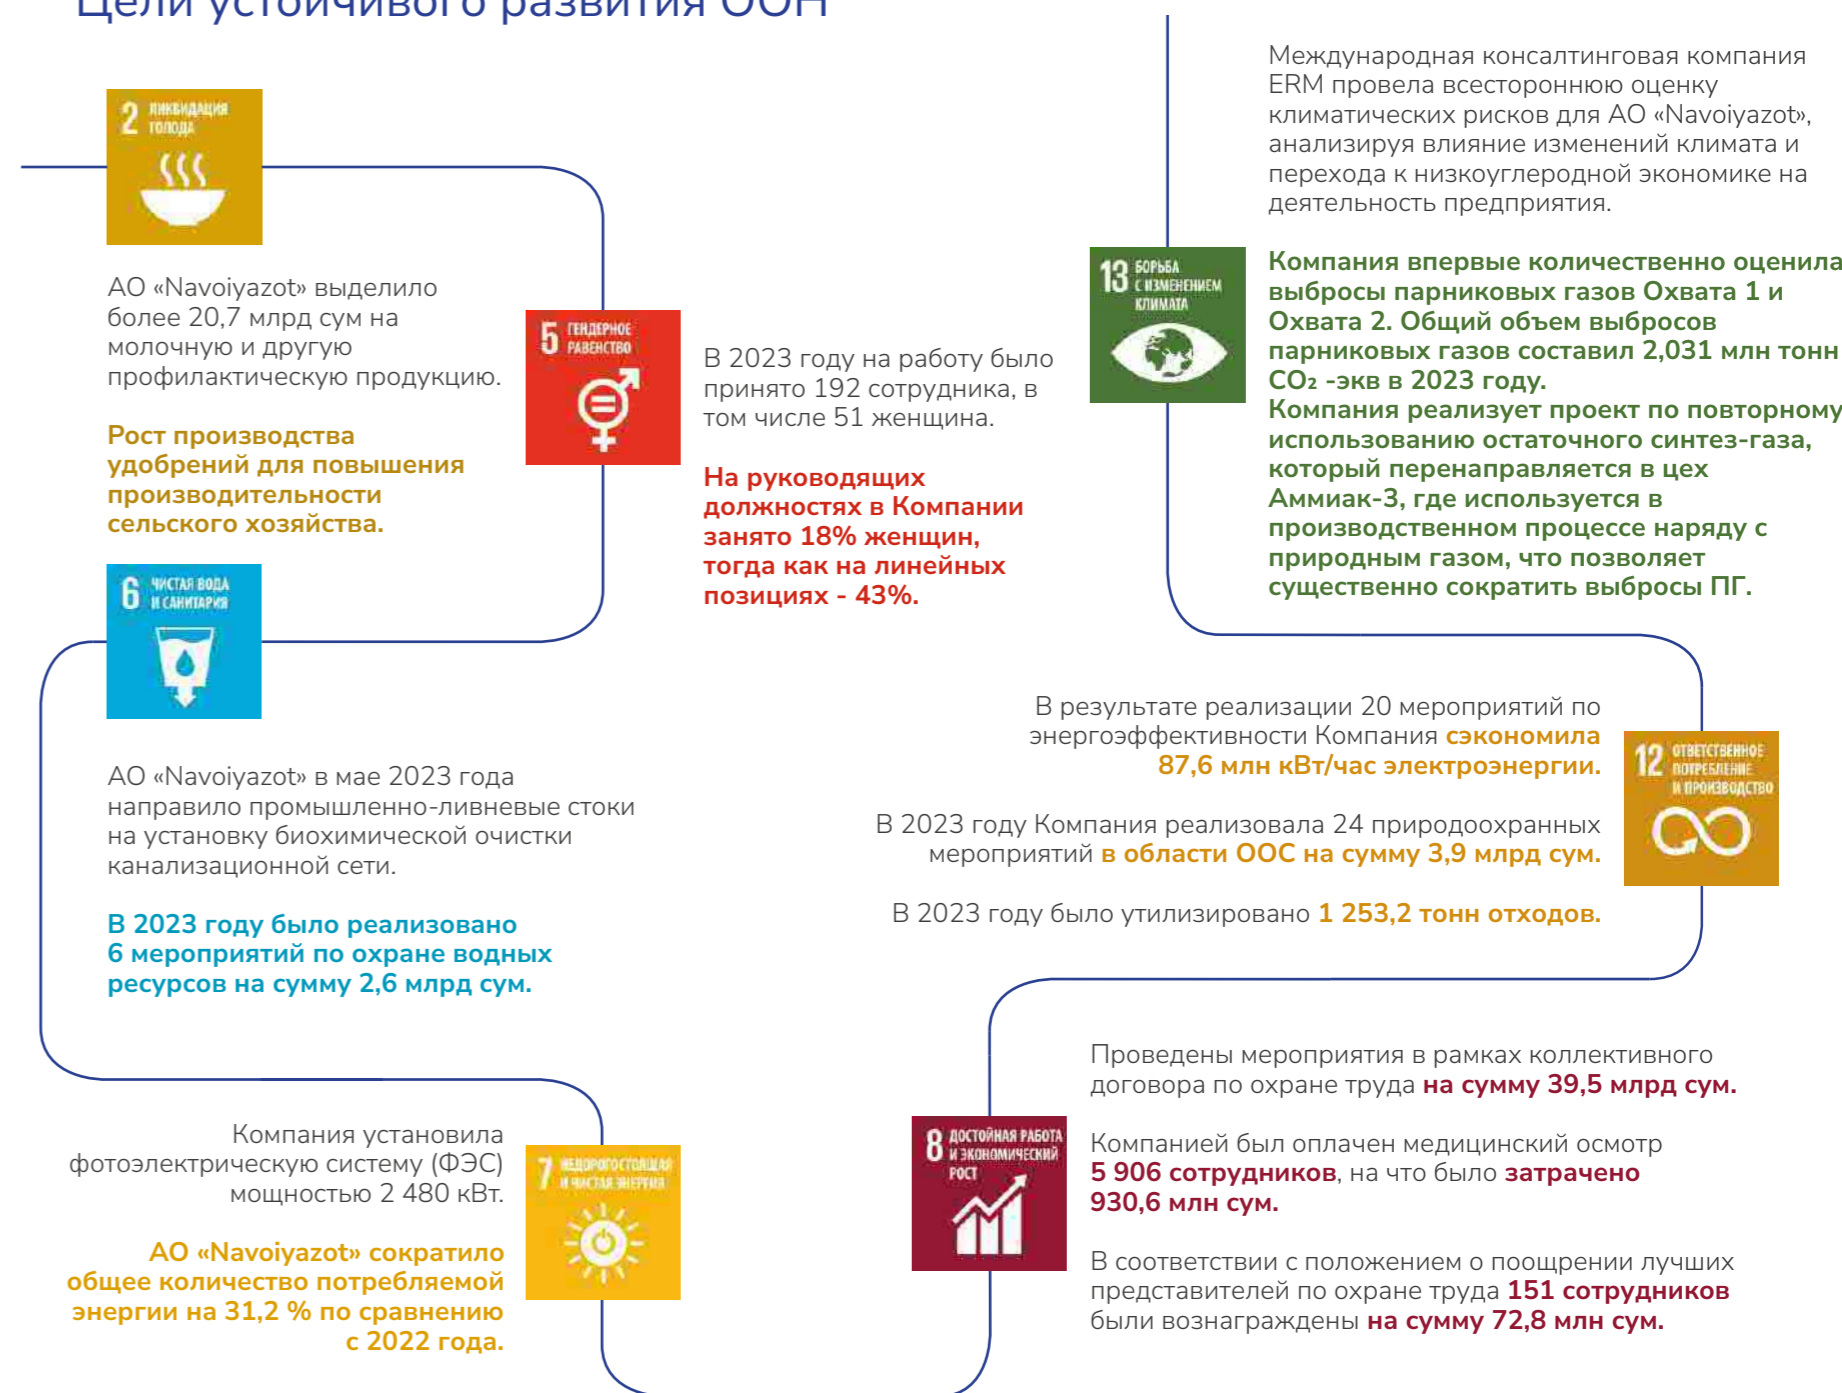 Цели устойчивого развития ООН
2 ЛИКВИДАЦИЯ
ГОЛОДА
АО «Navoiyazot» выделило
более 20,7 млрд сум на
молочную и другую
профилактическую продукцию.
Рост производства
удобрений для повышения
производительности
сельского хозяйства.
5 ГЕНДЕРНОЕ
РАВЕНСТВО
В 2023 году на работу было
принято 192 сотрудника, в
том числе 51 женщина.
На руководящих
должностях в Компании
занято 18% женщин,
тогда как на линейных
позициях - 43%.
6 ЧИСТАЯ ВОДА
И САНИТАРИЯ
АО «Navoiyazot» в мае 2023 года
направило промышленно-ливневые стоки
на установку биохимической очистки
канализационной сети.
В 2023 году было реализовано
6 мероприятий по охране водных
ресурсов на сумму 2,6 млрд сум.
Компания установила
фотоэлектрическую систему (ФЭС)
мощностью 2 480 кВт.
АО «Navoiyazot» сократило
общее количество потребляемой
энергии на 31,2 % по сравнению
с 2022 года.
7 НЕДОРОГОСТОЯЩАЯ
И ЧИСТАЯ ЭНЕРГИЯ
8 ДОСТОЙНАЯ РАБОТА
И ЭКОНОМИЧЕСКИЙ
РОСТ
Проведены мероприятия в рамках коллективного
договора по охране труда на сумму 39,5 млрд сум.
Компанией был оплачен медицинский осмотр
5 906 сотрудников, на что было затрачено
930,6 млн сум.
В соответствии с положением о поощрении лучших
представителей по охране труда 151 сотрудников
были вознаграждены на сумму 72,8 млн сум.
В результате реализации 20 мероприятий по
энергоэффективности Компания сэкономила
87,6 млн кВт/час электроэнергии.
В 2023 году Компания реализовала 24 природоохранных
мероприятий в области ООС на сумму 3,9 млрд сум.
В 2023 году было утилизировано 1 253,2 тонн отходов.
12 ОТВЕТСТВЕННОЕ
ПОТРЕБЛЕНИЕ
И ПРОИЗВОДСТВО
13 БОРЬБА
С ИЗМЕНЕНИЕМ
КЛИМАТА
Международная консалтинговая компания
ERM провела всестороннюю оценку
климатических рисков для АО «Navoiyazot»,
анализируя влияние изменений климата и
перехода к низкоуглеродной экономике на
деятельность предприятия.
Компания впервые количественно оценила
выбросы парниковых газов Охвата 1 и
Охвата 2. Общий объем выбросов
парниковых газов составил 2,031 млн тонн
CO₂ -экв в 2023 году.
Компания реализует проект по повторному
использованию остаточного синтез-газа,
который перенаправляется в цех
Аммиак-3, где используется в
производственном процессе наряду с
природным газом, что позволяет
существенно сократить выбросы ПГ.